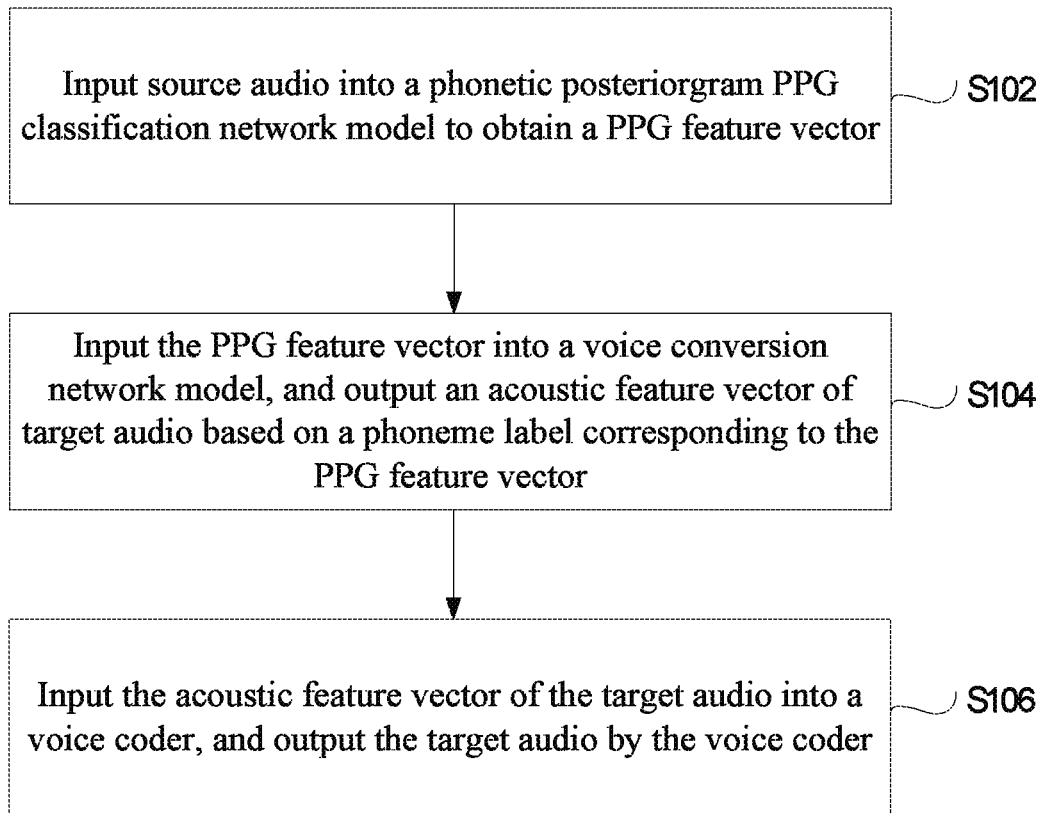 Input source audio into a phonetic posteriorgram PPG
classification network model to obtain a PPG feature vector
S102
Input the PPG feature vector into a voice conversion
network model, and output an acoustic feature vector of
target audio based on a phoneme label corresponding to the
PPG feature vector
S104
Input the acoustic feature vector of the target audio into a
voice coder, and output the target audio by the voice coder
S106